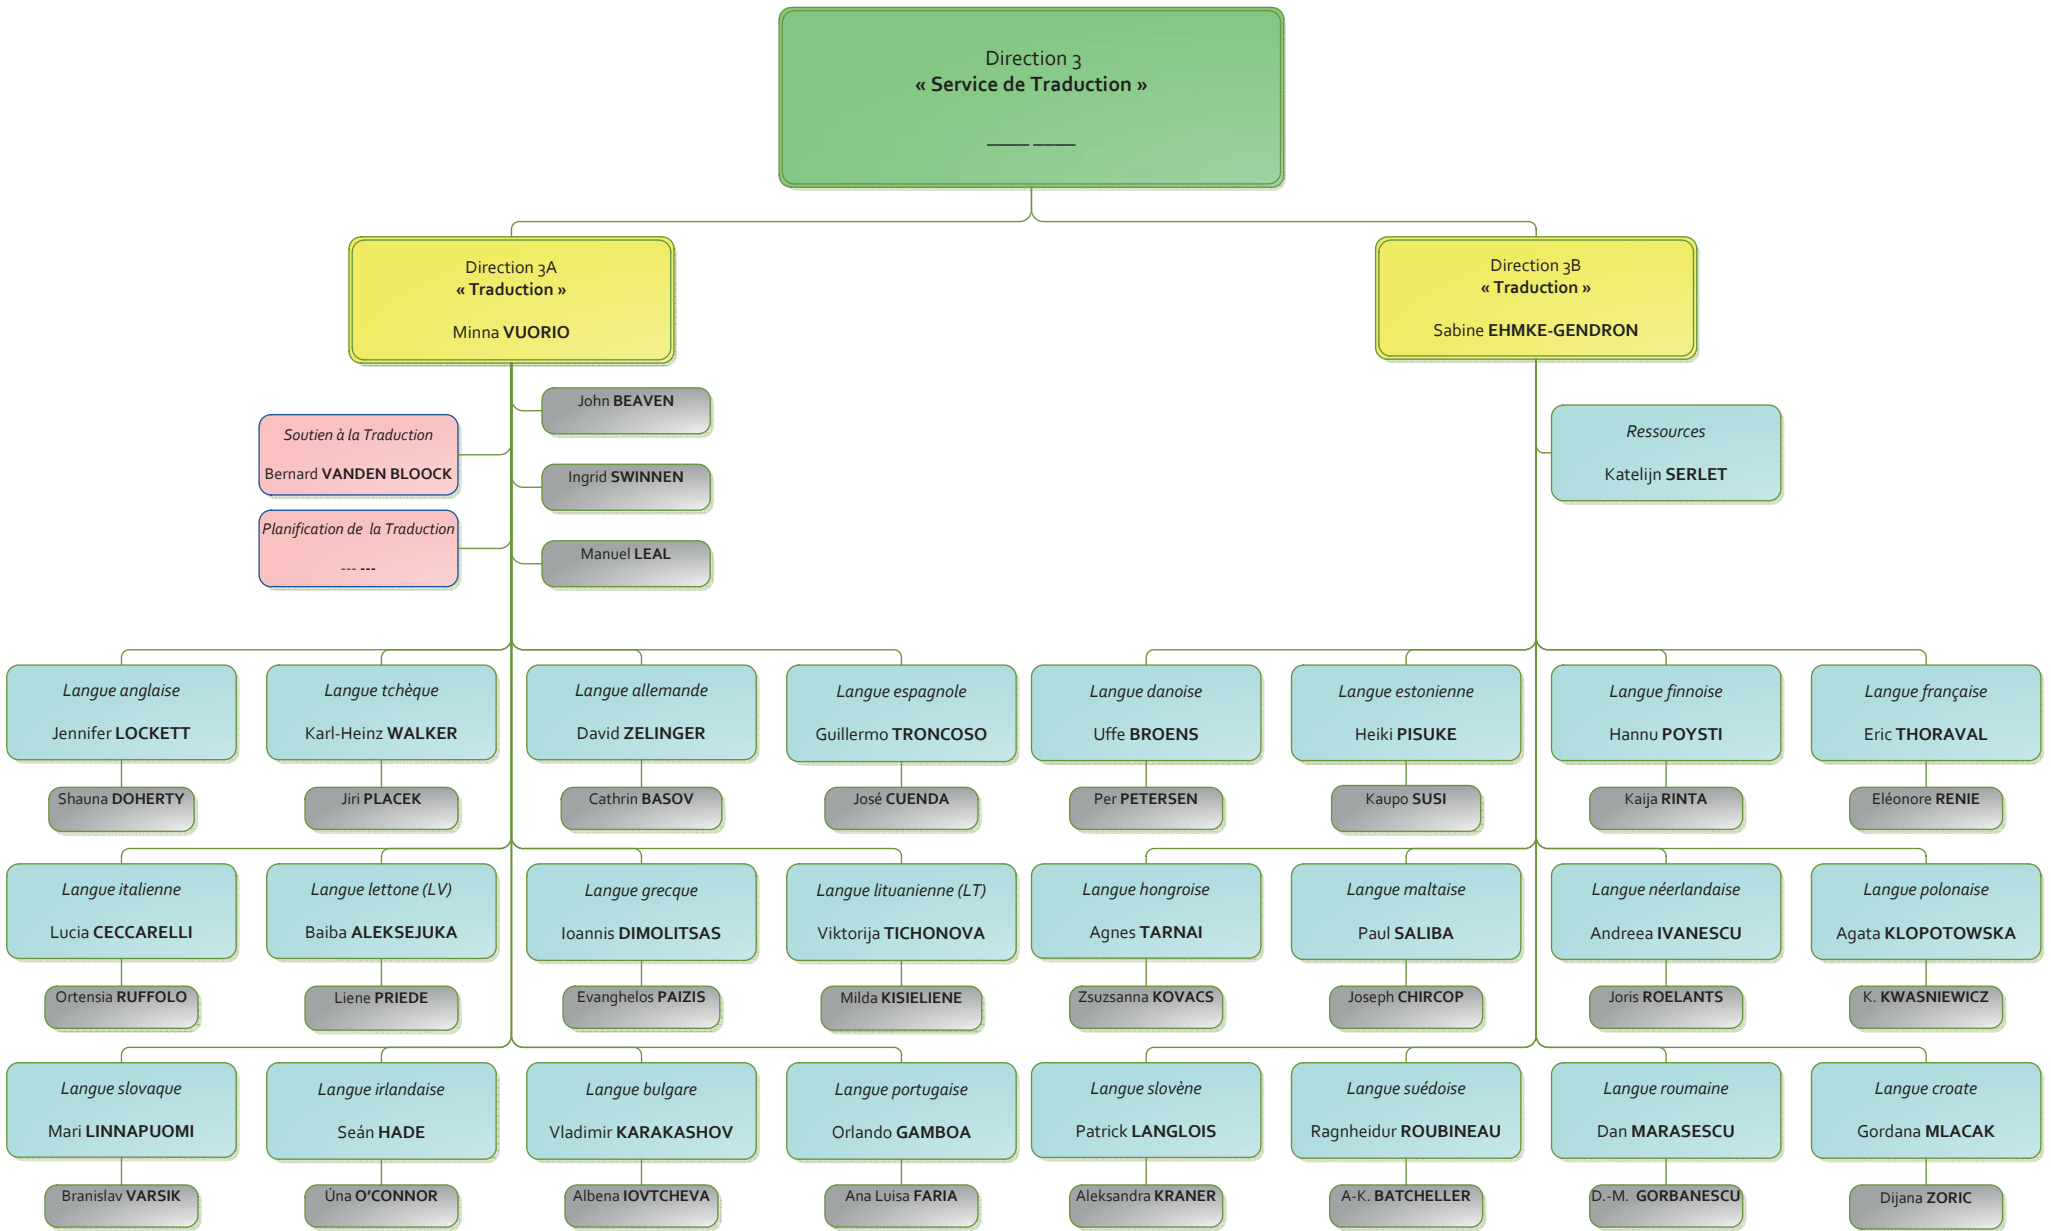 Direction 3
« Service de Traduction »
____ ____
Direction 3A
« Traduction »
Minna VUORIO
Direction 3B
« Traduction »
Sabine EHMKE-GENDRON
John BEAVEN
Soutien à la Traduction
Bernard VANDEN BLOOCK
Ingrid SWINNEN
Planification de la Traduction
--- ---
Manuel LEAL
Ressources
Katelijn SERLET
Langue anglaise
Jennifer LOCKETT
Shauna DOHERTY
Langue tchèque
Karl-Heinz WALKER
Jiri PLACEK
Langue allemande
David ZELINGER
Cathrin BASOV
Langue espagnole
Guillermo TRONCOSO
José CUENDA
Langue danoise
Uffe BROENS
Per PETERSEN
Langue estonienne
Heiki PISUKE
Kaupo SUSI
Langue finnoise
Hannu POYSTI
Kaija RINTA
Langue française
Eric THORAVAL
Eléonore RENIE
Langue italienne
Lucia CECCARELLI
Ortensia RUFFOLO
Langue lettone (LV)
Baiba ALEKSEJUKA
Liene PRIEDE
Langue grecque
Ioannis DIMOLITSAS
Evanghelos PAIZIS
Langue lituanienne (LT)
Viktorija TICHONOVA
Milda KISIELIENE
Langue hongroise
Agnes TARNAI
Zsuzsanna KOVACS
Langue maltaise
Paul SALIBA
Joseph CHIRCOP
Langue néerlandaise
Andreea IVANESCU
Joris ROELANTS
Langue polonaise
Agata KLOPOTOWSKA
K. KWASNIEWICZ
Langue slovaque
Mari LINNAPUOMI
Branislav VARSIK
Langue irlandaise
Seán HADE
Úna O'CONNOR
Langue bulgare
Vladimir KARAKASHOV
Albena IOVTCHEVA
Langue portugaise
Orlando GAMBOA
Ana Luisa FARIA
Langue slovène
Patrick LANGLOIS
Aleksandra KRANER
Langue suédoise
Ragnheidur ROUBINEAU
A-K. BATCHELLER
Langue roumaine
Dan MARASESCU
D.-M. GORBANESCU
Langue croate
Gordana MLACAK
Dijana ZORIC